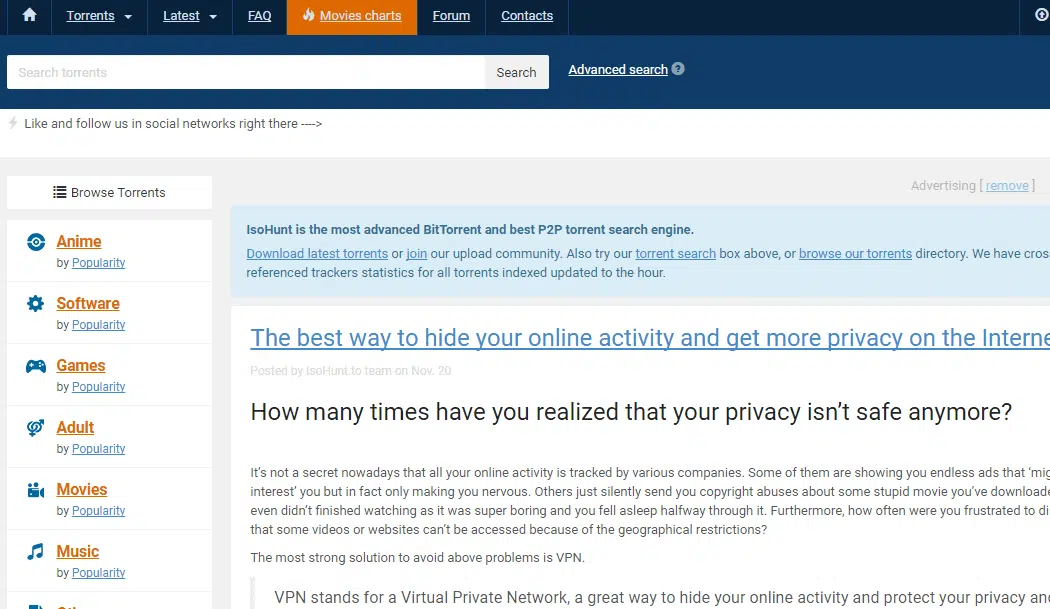 Torrents Latest FAQ Movies charts Forum Contacts
Search torrents Search Advanced search ?
Like and follow us in social networks right there ---->
Browse Torrents
Advertising [ remove ]
Anime
by Popularity
Software
by Popularity
Games
by Popularity
Adult
by Popularity
Movies
by Popularity
Music
by Popularity
IsoHunt is the most advanced BitTorrent and best P2P torrent search engine.
Download latest torrents or join our upload community. Also try our torrent search box above, or browse our torrents directory. We have cros
referenced trackers statistics for all torrents indexed updated to the hour.
The best way to hide your online activity and get more privacy on the Interne
Posted by isoHunt.to team on Nov. 20
How many times have you realized that your privacy isn't safe anymore?
It's not a secret nowadays that all your online activity is tracked by various companies. Some of them are showing you endless ads that 'mig
interest' you but in fact only making you nervous. Others just silently send you copyright abuses about some stupid movie you've downloade
even didn't finished watching as it was super boring and you fell asleep halfway through it. Furthermore, how often were you frustrated to di
that some videos or websites can't be accessed because of the geographical restrictions?
The most strong solution to avoid above problems is VPN.
VPN stands for a Virtual Private Network, a great way to hide your online activity and protect your privacy and